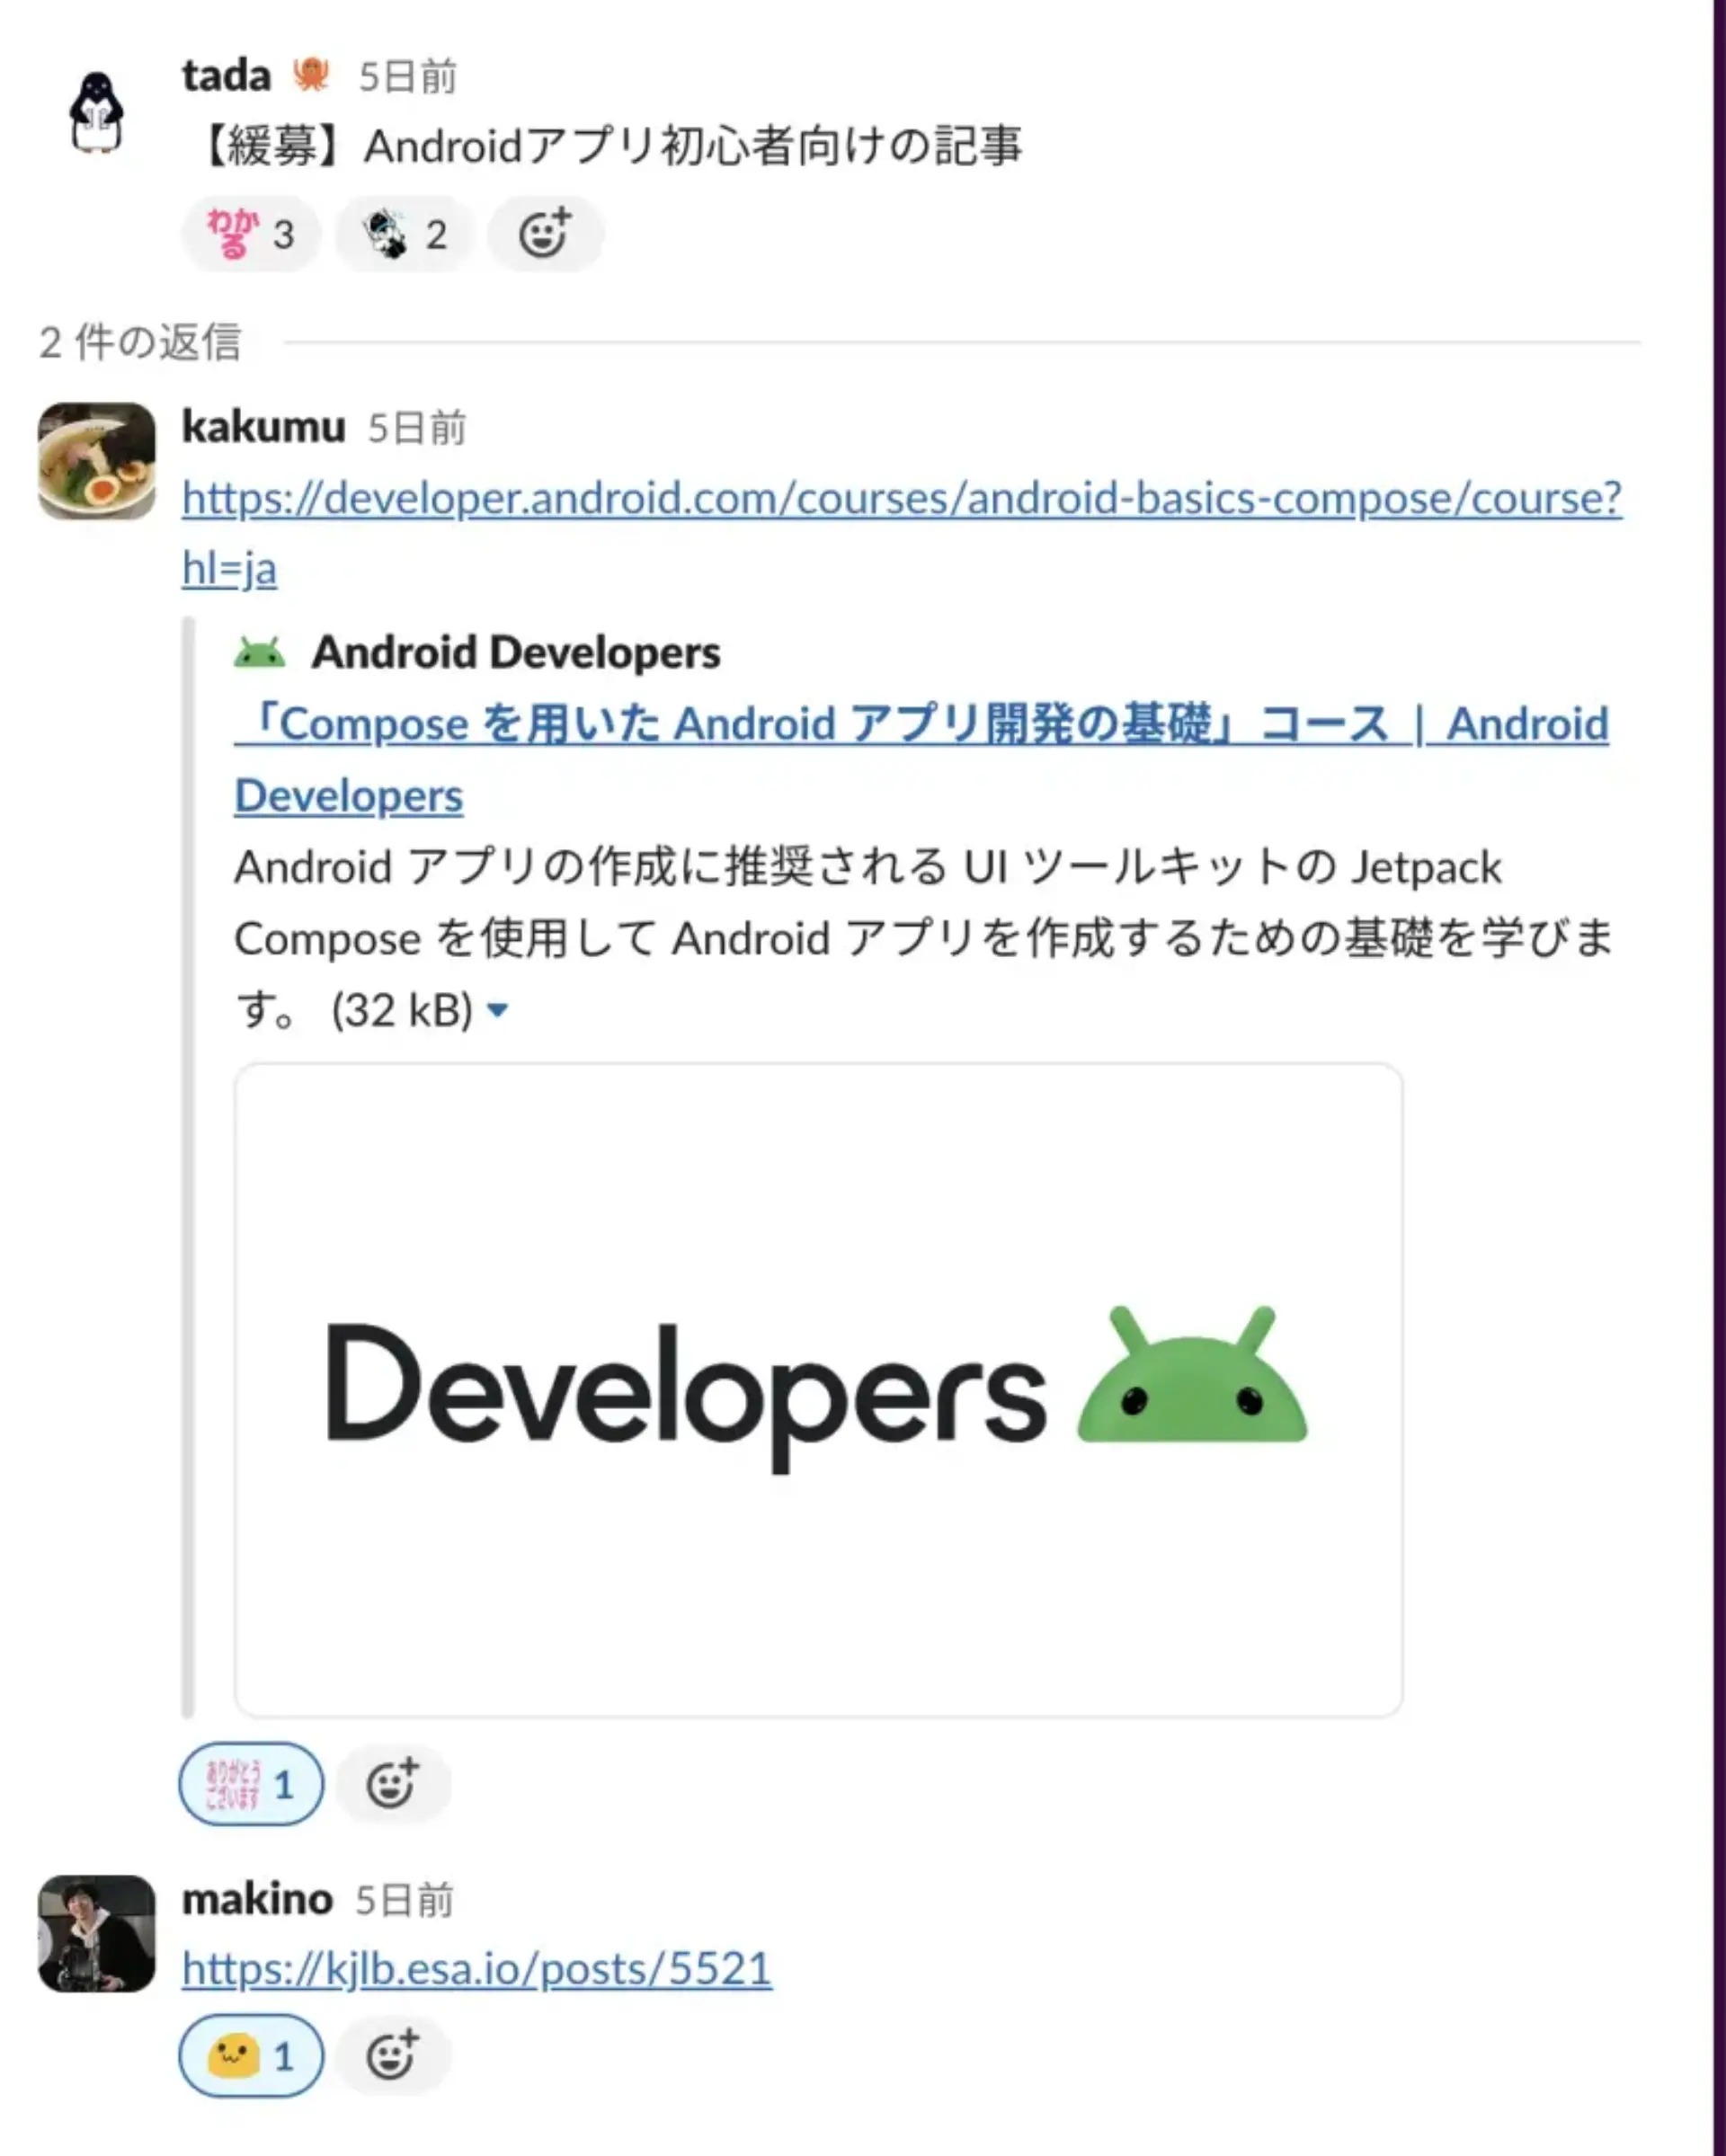 tada 5日前
【緩募】Androidアプリ初心者向けの記事
わか
る 3 2
2 件の返信
kakumu 5日前
https://developer.android.com/courses/android-basics-compose/course?
hl=ja
Android Developers
「Compose を用いた Android アプリ開発の基礎」コース | Android
Developers
Android アプリの作成に推奨される UI ツールキットの Jetpack
Compose を使用して Android アプリを作成するための基礎を学びま
す。 (32 kB)
Developers
ありがとう
ございます 1
makino 5日前
https://kjlb.esa.io/posts/5521
1